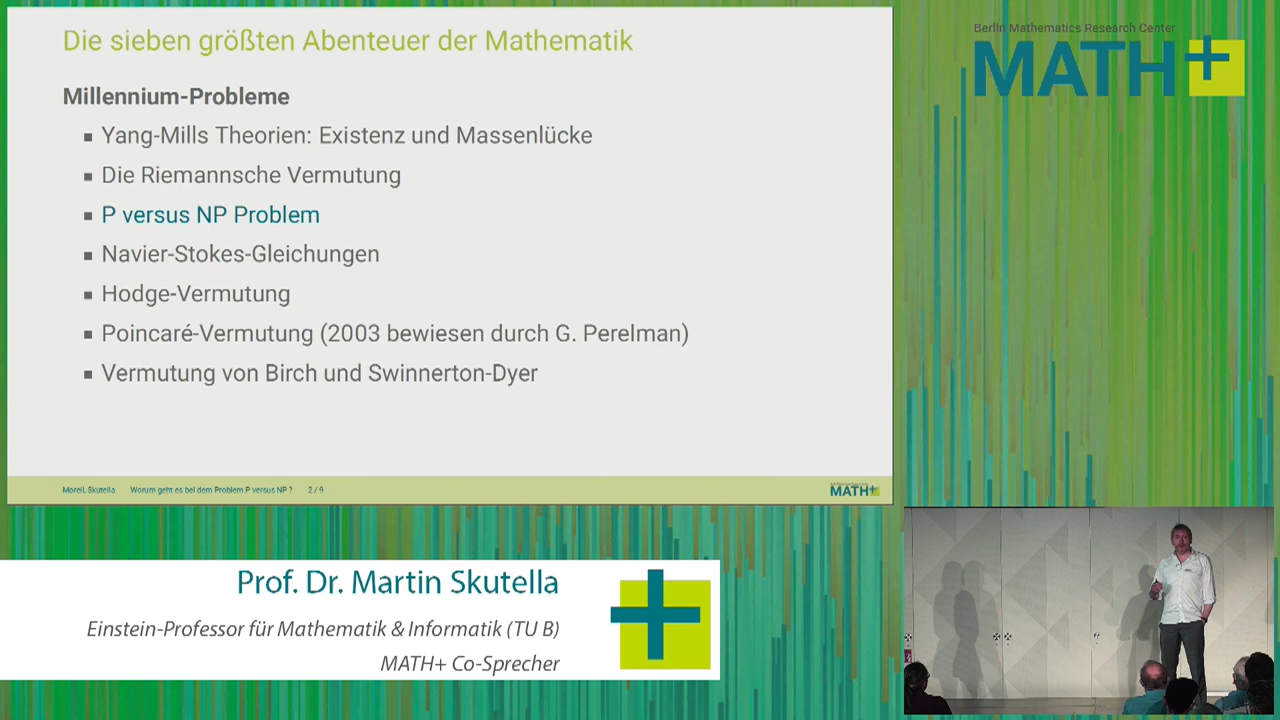 Die sieben größten Abenteuer der Mathematik
Millennium-Probleme
Yang-Mills Theorien: Existenz und Massenlücke
Die Riemannsche Vermutung
P versus NP Problem
Navier-Stokes-Gleichungen
Hodge-Vermutung
Poincaré-Vermutung (2003 bewiesen durch G. Perelman)
Vermutung von Birch und Swinnerton-Dyer
Morell, Skutella Worum geht es bei dem Problem P versus NP ? 2 / 9
MATH+
Berlin Mathematics Research Center
MATH+
Prof. Dr. Martin Skutella
Einstein-Professor für Mathematik & Informatik (TU B)
MATH+ Co-Sprecher